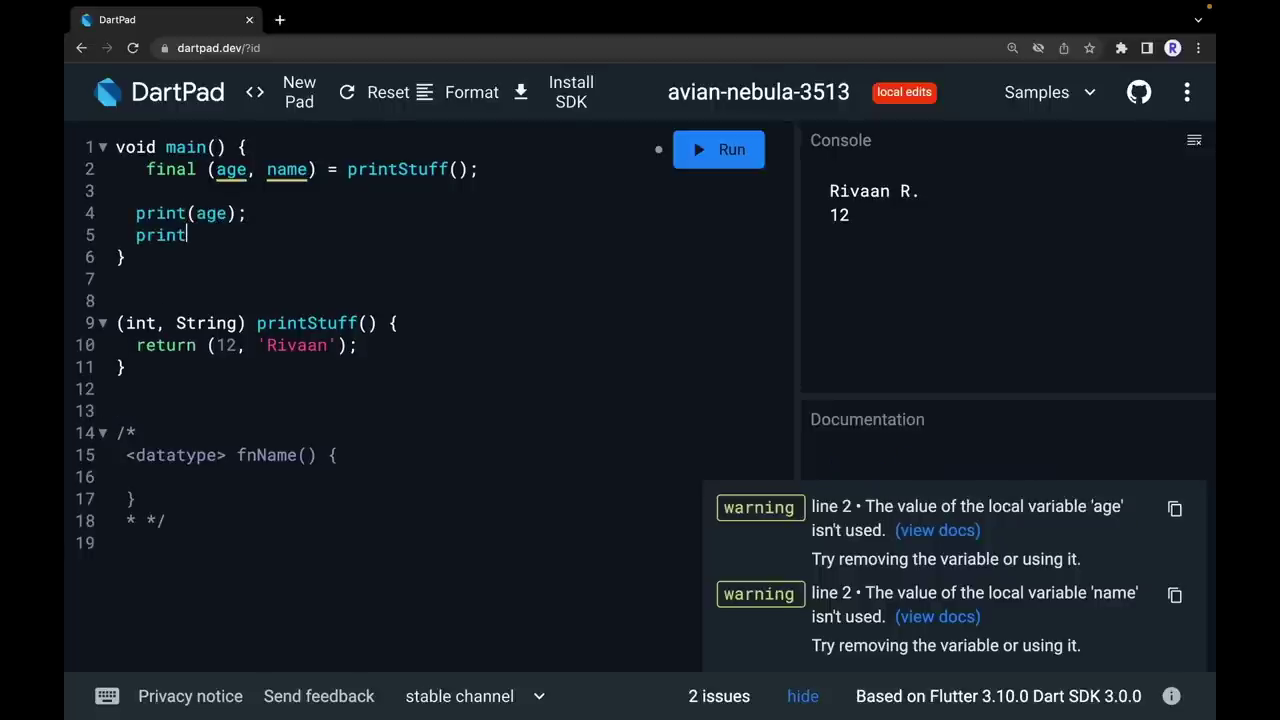 DartPad
dartpad.dev/?id
R
DartPad
<> New Pad
Reset
Format
Install SDK
avian-nebula-3513
local edits
Samples
1 void main() {
2 final (age, name) = printStuff();
3
4 print(age);
5 print
6 }
7
8
9 (int, String) printStuff() {
10 return (12, 'Rivaan');
11 }
12
13
14 /*
15 <datatype> fnName() {
16
17 }
18 * */
19
Run
Console
Rivaan R.
12
Documentation
warning line 2 • The value of the local variable 'age'
isn't used. (view docs)
Try removing the variable or using it.
warning line 2 • The value of the local variable 'name'
isn't used. (view docs)
Try removing the variable or using it.
Privacy notice
Send feedback
stable channel
2 issues
hide
Based on Flutter 3.10.0 Dart SDK 3.0.0